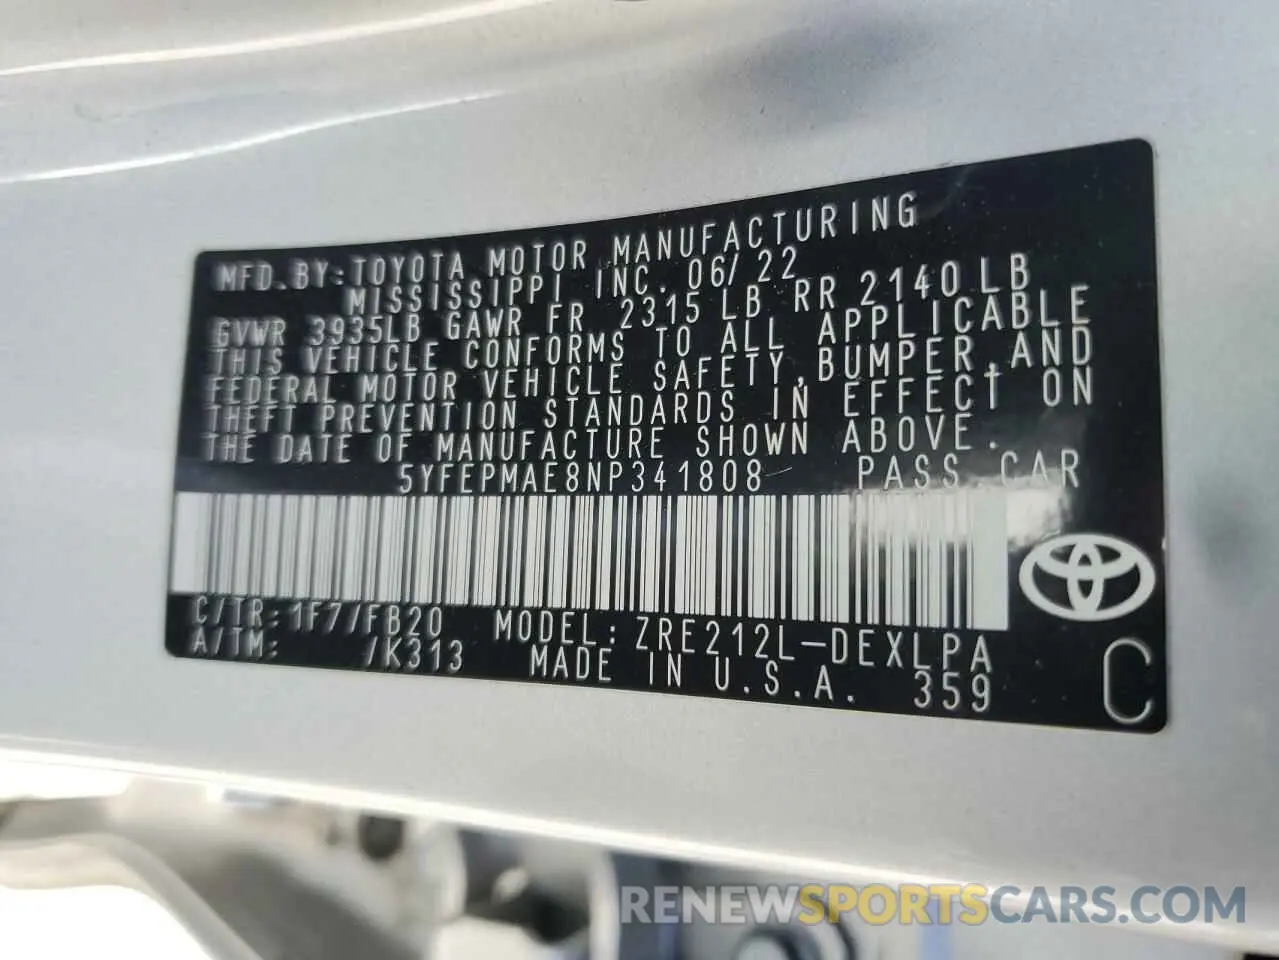 MFD. BY: TOYOTA MOTOR MANUFACTURING
MISSISSIPPI INC. 06/22
GVWR 3935LB GAWR FR 2315 LB RR 2140 LB
THIS VEHICLE CONFORMS TO ALL APPLICABLE
FEDERAL MOTOR VEHICLE SAFETY, BUMPER, AND
THEFT PREVENTION STANDARDS IN EFFECT ON
THE DATE OF MANUFACTURE SHOWN ABOVE.
5YFEPMAE8NP341808 PASS. CAR
C/TR: 1F7/FB20 MODEL: ZRE212L-DEXLPA
A/TM: /K313 MADE IN U.S.A. 359
C
RENEWSPORTSCARS.COM